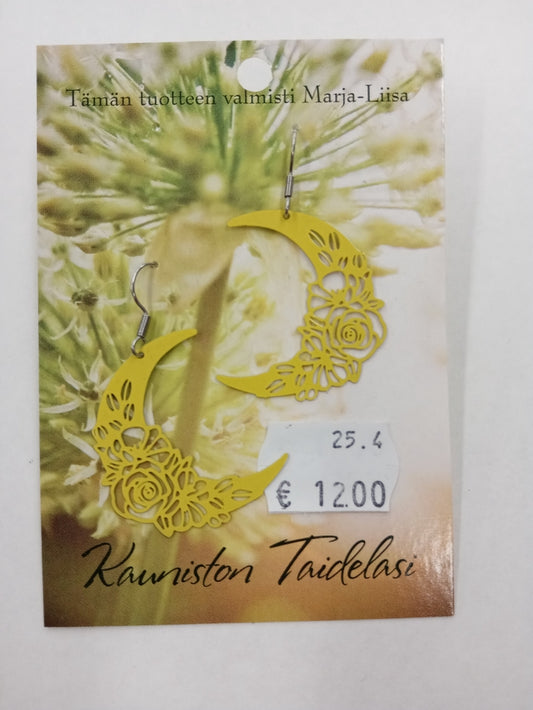 Tämän tuotteen valmisti Marja-Liisa
25.4
€ 12.00
Kauniston Taidelasi